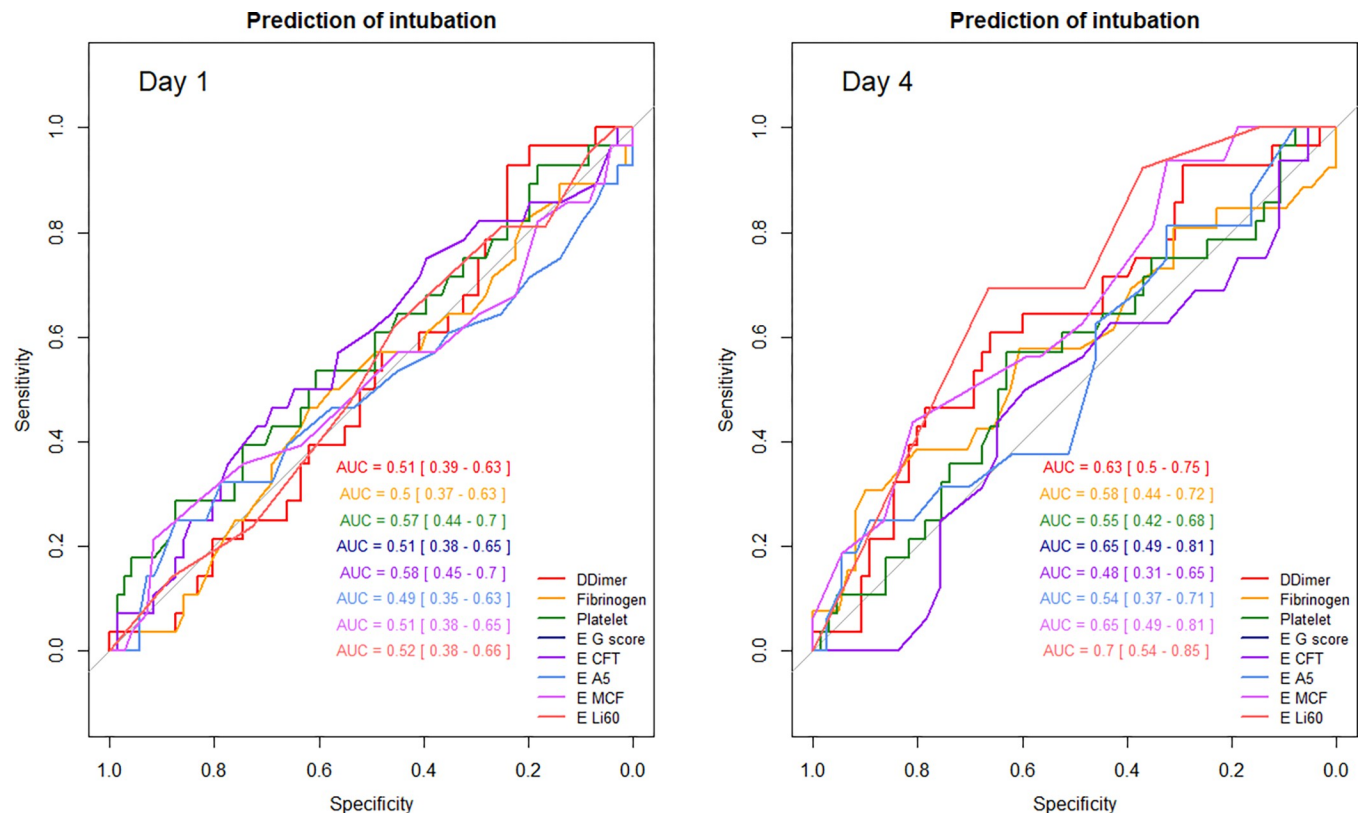 Prediction of intubation
Day 1
Sensitivity
1.0
0.8
0.6
0.4
0.2
0.0
AUC = 0.51 [ 0.39 - 0.63 ]
AUC = 0.5 [ 0.37 - 0.63 ]
AUC = 0.57 [ 0.44 - 0.7 ]
AUC = 0.51 [ 0.38 - 0.65 ]
AUC = 0.58 [ 0.45 - 0.7 ]
AUC = 0.49 [ 0.35 - 0.63 ]
AUC = 0.51 [ 0.38 - 0.65 ]
AUC = 0.52 [ 0.38 - 0.66 ]
DDimer
Fibrinogen
Platelet
E G score
E CFT
E A5
E MCF
E Li60
1.0 0.8 0.6 0.4 0.2 0.0
Specificity
Prediction of intubation
Day 4
Sensitivity
1.0
0.8
0.6
0.4
0.2
0.0
AUC = 0.63 [ 0.5 - 0.75 ]
AUC = 0.58 [ 0.44 - 0.72 ]
AUC = 0.55 [ 0.42 - 0.68 ]
AUC = 0.65 [ 0.49 - 0.81 ]
AUC = 0.48 [ 0.31 - 0.65 ]
AUC = 0.54 [ 0.37 - 0.71 ]
AUC = 0.65 [ 0.49 - 0.81 ]
AUC = 0.7 [ 0.54 - 0.85 ]
DDimer
Fibrinogen
Platelet
E G score
E CFT
E A5
E MCF
E Li60
1.0 0.8 0.6 0.4 0.2 0.0
Specificity